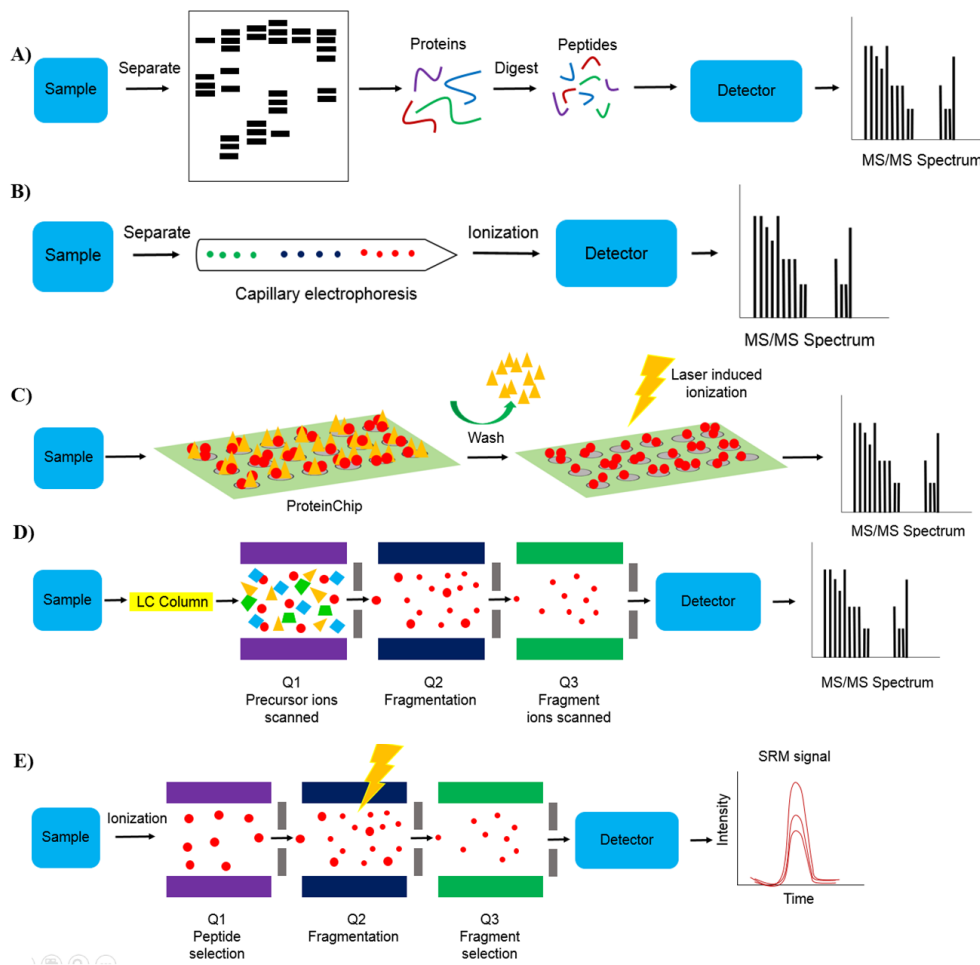 A)
Sample
Separate
Proteins
Digest
Peptides
Detector
MS/MS Spectrum
B)
Sample
Separate
Capillary electrophoresis
Ionization
Detector
MS/MS Spectrum
C)
Sample
ProteinChip
Wash
Laser induced
ionization
MS/MS Spectrum
D)
Sample
LC Column
Q1
Precursor ions
scanned
Q2
Fragmentation
Q3
Fragment
ions scanned
Detector
MS/MS Spectrum
E)
Sample
Ionization
Q1
Peptide
selection
Q2
Fragmentation
Q3
Fragment
selection
Detector
SRM signal
Intensity
Time